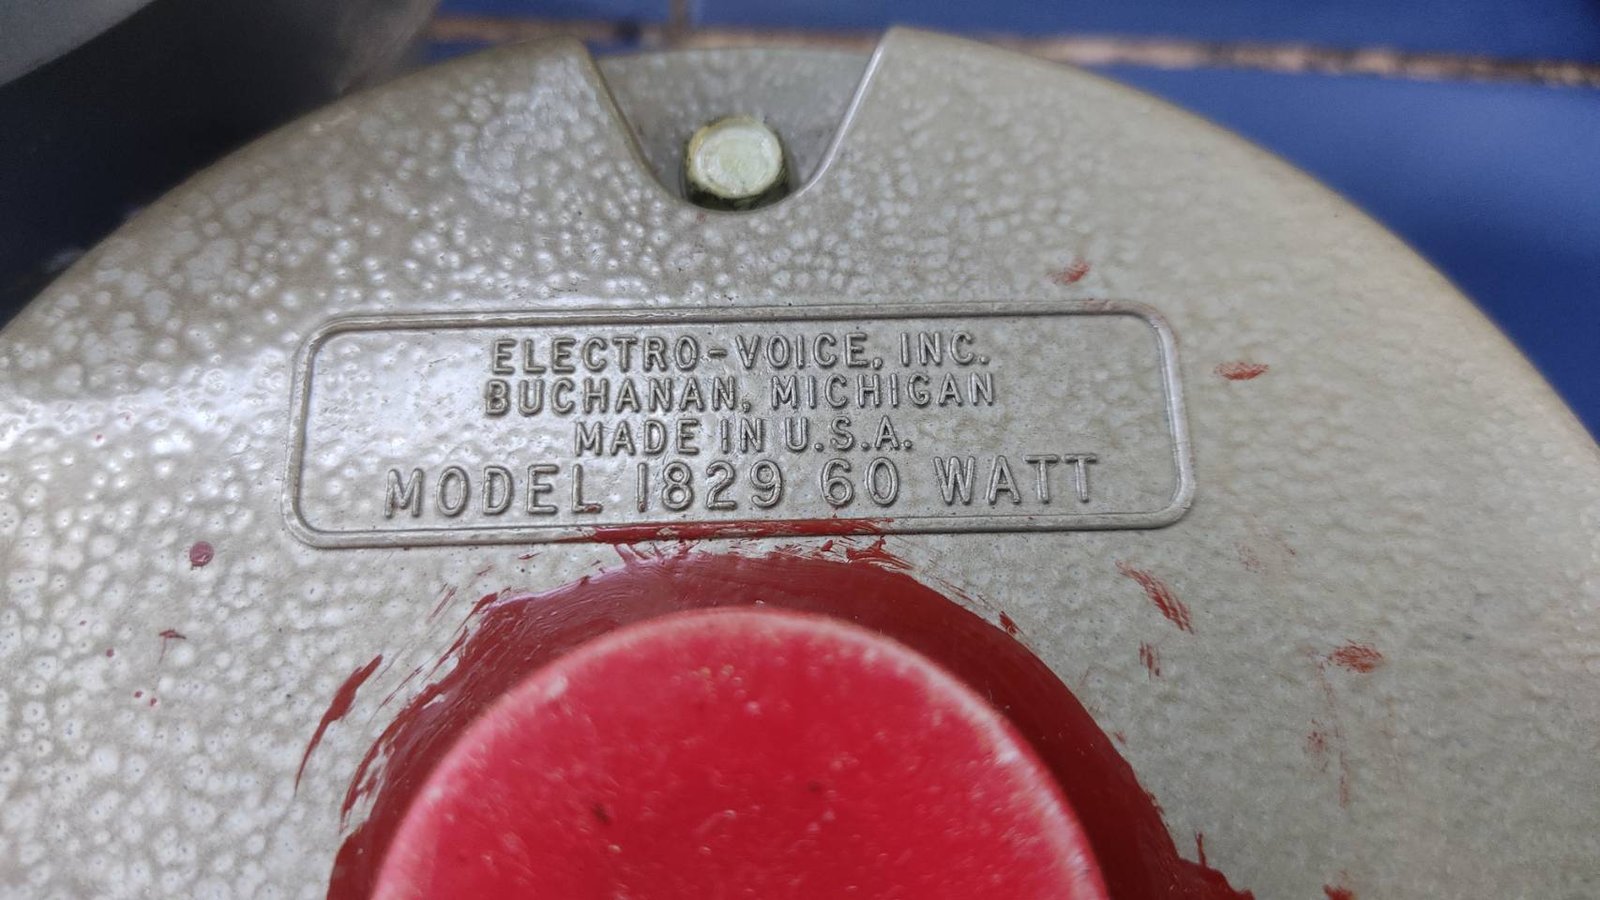 ELECTRO-VOICE, INC.
BUCHANAN, MICHIGAN
MADE IN U.S.A.
MODEL 1829 60 WATT